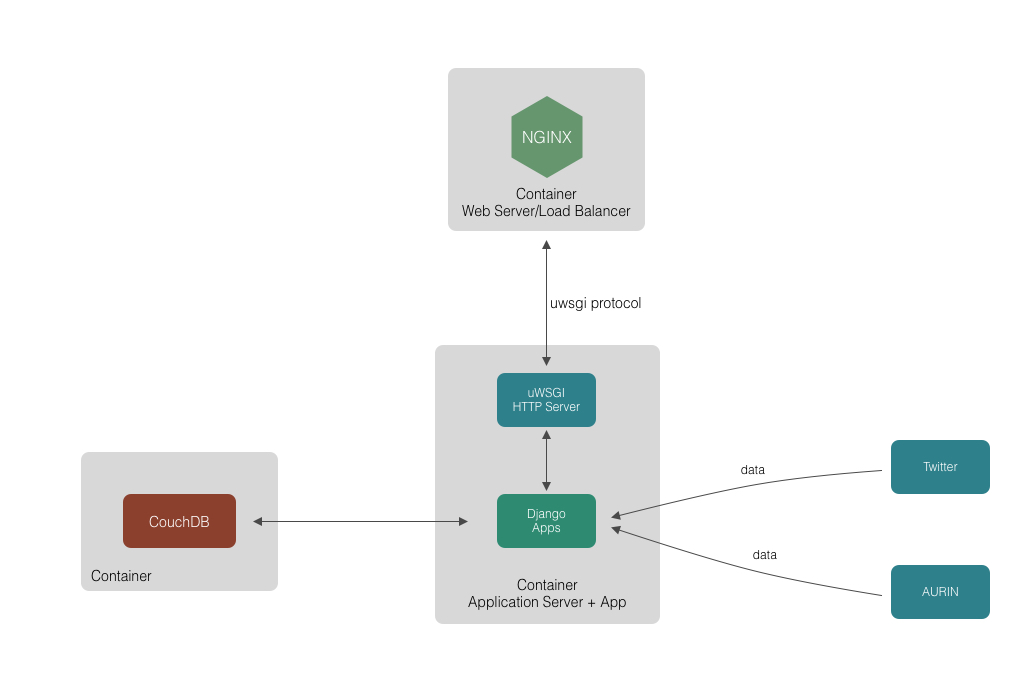 NGINX
Container
Web Server/Load Balancer
uwsgi protocol
uWSGI
HTTP Server
Django
Apps
Container
Application Server + App
CouchDB
Container
data
Twitter
data
AURIN